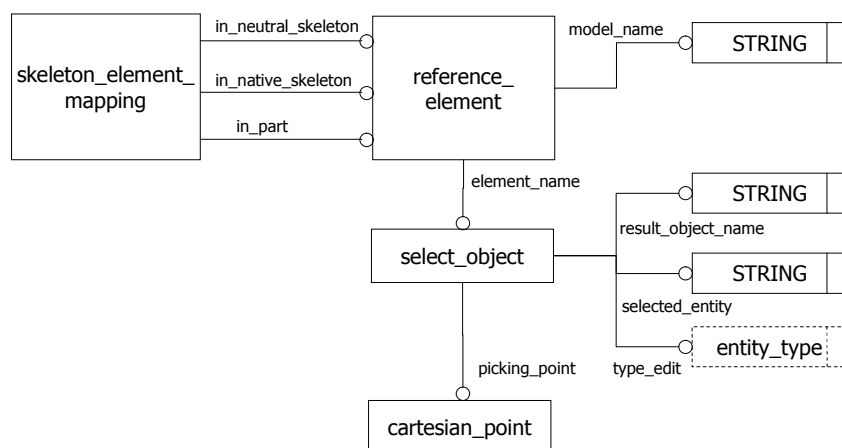 in_neutral_skeleton
model_name
STRING
skeleton_element_
mapping
in_native_skeleton
reference_
element
in_part
element_name
STRING
result_object_name
select_object
STRING
selected_entity
entity_type
picking_point
type_edit
cartesian_point